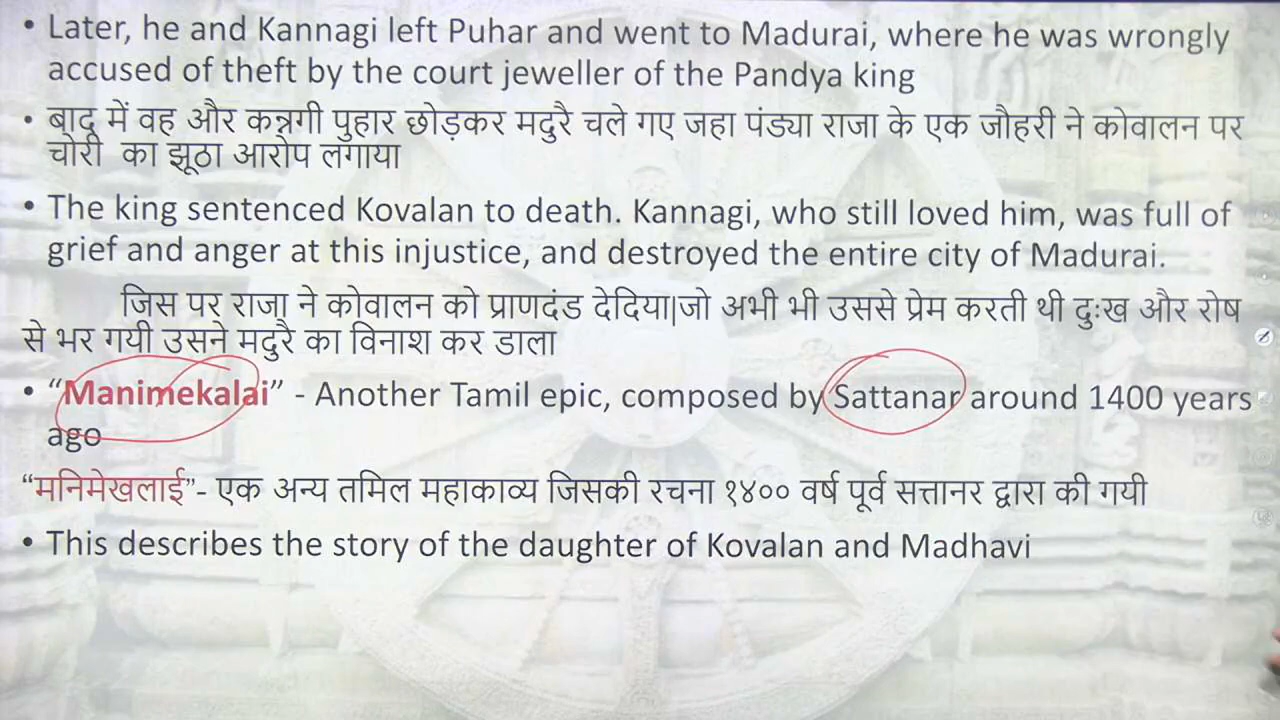 • Later, he and Kannagi left Puhar and went to Madurai, where he was wrongly
accused of theft by the court jeweller of the Pandya king
• बाद में वह और कन्नगी पुहार छोड़कर मदुरै चले गए जहा पंड्या राजा के एक जौहरी ने कोवालन पर
चोरी का झूठा आरोप लगाया
• The king sentenced Kovalan to death. Kannagi, who still loved him, was full of
grief and anger at this injustice, and destroyed the entire city of Madurai.
जिस पर राजा ने कोवालन को प्राणदंड देदिया|जो अभी भी उससे प्रेम करती थी दुःख और रोष
से भर गयी उसने मदुरै का विनाश कर डाला
• “Manimekalai” - Another Tamil epic, composed by Sattanar around 1400 years
ago
“मनिमेखलाई”- एक अन्य तमिल महाकाव्य जिसकी रचना १४०० वर्ष पूर्व सत्तानर द्वारा की गयी
• This describes the story of the daughter of Kovalan and Madhavi